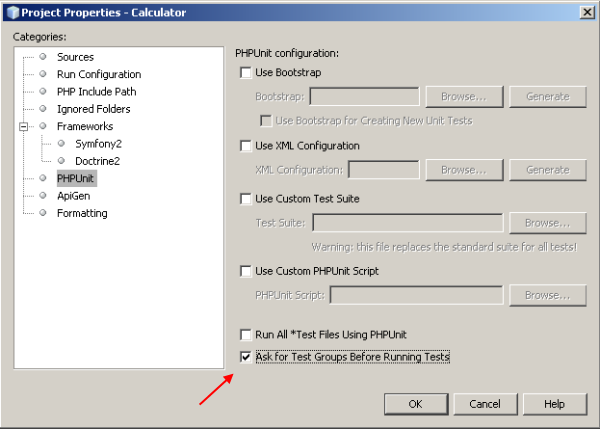 Project Properties - Calculator
Categories:
Sources
Run Configuration
PHP Include Path
Ignored Folders
Frameworks
Symfony2
Doctrine2
PHPUnit
ApiGen
Formatting
PHPUnit configuration:
Use Bootstrap
Bootstrap: Browse... Generate
Use Bootstrap for Creating New Unit Tests
Use XML Configuration
XML Configuration: Browse... Generate
Use Custom Test Suite
Test Suite: Browse...
Warning: this file replaces the standard suite for all tests!
Use Custom PHPUnit Script
PHPUnit Script: Browse...
Run All *Test Files Using PHPUnit
Ask for Test Groups Before Running Tests
OK Cancel Help